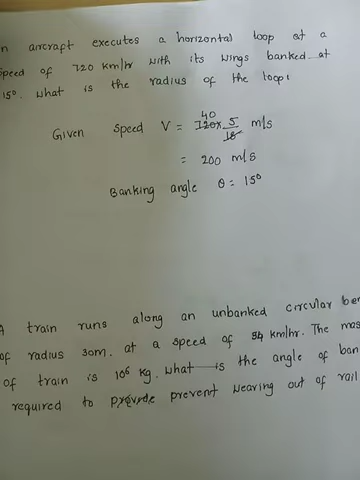 n aircraft executes a horizontal loop at a
speed of 720 km/hr with its wings banked at
15°. What is the radius of the loop?
Given speed V = 720 × 5/18 m/s
40
= 200 m/s
Banking angle θ = 15°
A train runs along an unbanked circular ben
of radius 30m. at a speed of 54 km/hr. The mas
of train is 10⁶ kg. What is the angle of ban
required to prevent wearing out of rail